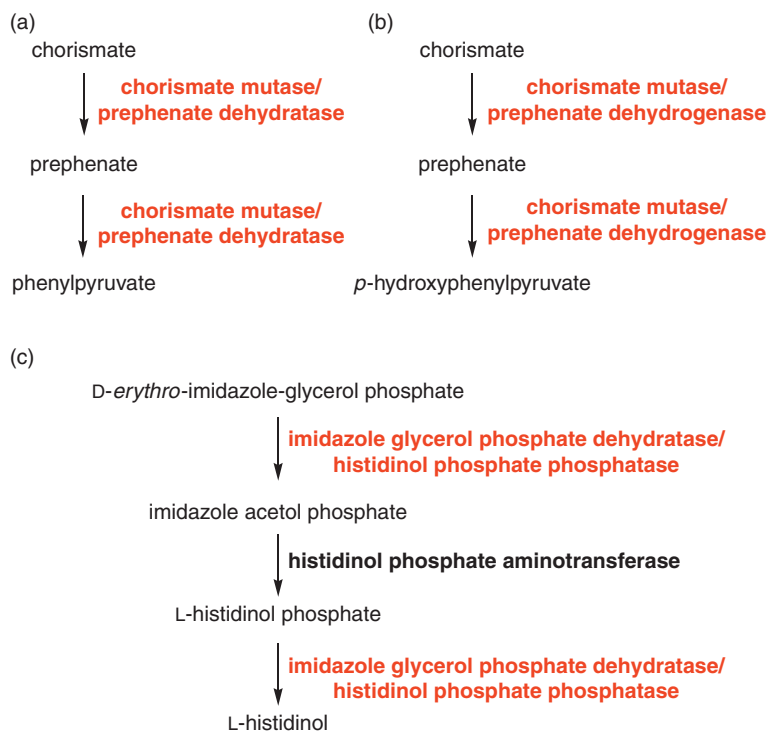 (a)
chorismate
chorismate mutase/
prephenate dehydratase
prephenate
chorismate mutase/
prephenate dehydratase
phenylpyruvate
(b)
chorismate
chorismate mutase/
prephenate dehydrogenase
prephenate
chorismate mutase/
prephenate dehydrogenase
p-hydroxyphenylpyruvate
(c)
D-erythro-imidazole-glycerol phosphate
imidazole glycerol phosphate dehydratase/
histidinol phosphate phosphatase
imidazole acetol phosphate
histidinol phosphate aminotransferase
L-histidinol phosphate
imidazole glycerol phosphate dehydratase/
histidinol phosphate phosphatase
L-histidinol